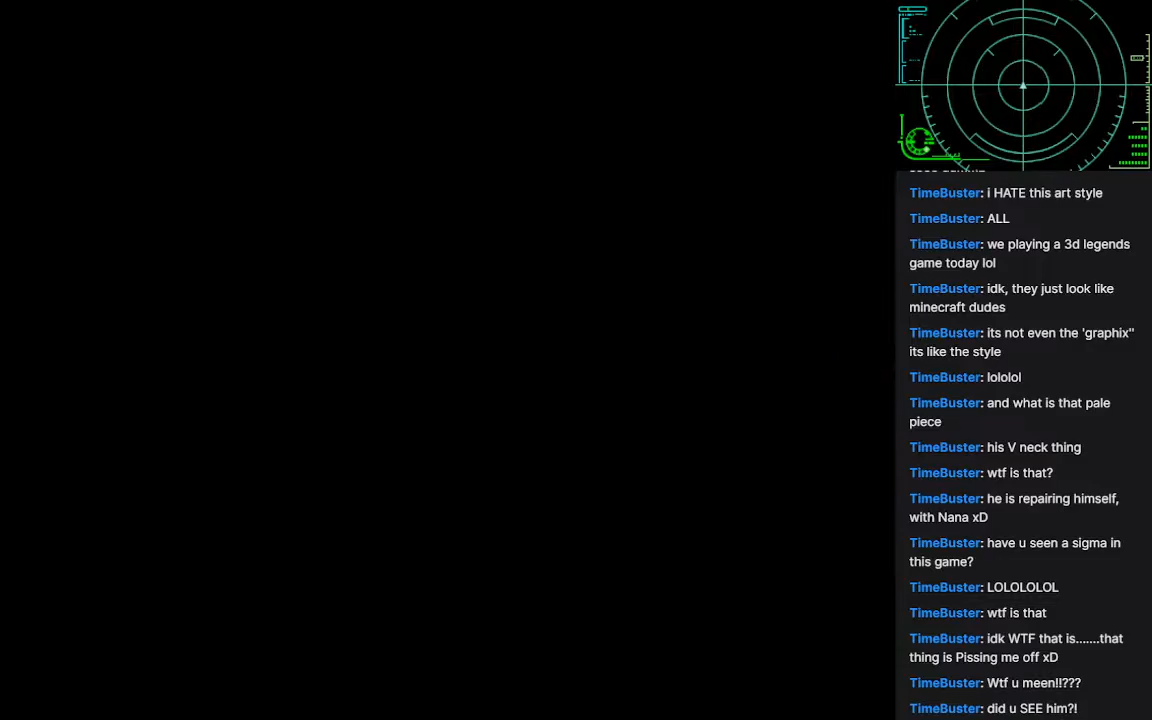 TimeBuster: i HATE this art style
TimeBuster: ALL
TimeBuster: we playing a 3d legends
game today lol
TimeBuster: idk, they just look like
minecraft dudes
TimeBuster: its not even the 'graphix"
its like the style
TimeBuster: lololol
TimeBuster: and what is that pale
piece
TimeBuster: his V neck thing
TimeBuster: wtf is that?
TimeBuster: he is repairing himself,
with Nana xD
TimeBuster: have u seen a sigma in
this game?
TimeBuster: LOLOLOLOL
TimeBuster: wtf is that
TimeBuster: idk WTF that is.......that
thing is Pissing me off xD
TimeBuster: Wtf u meen!!???
TimeBuster: did u SEE him?!